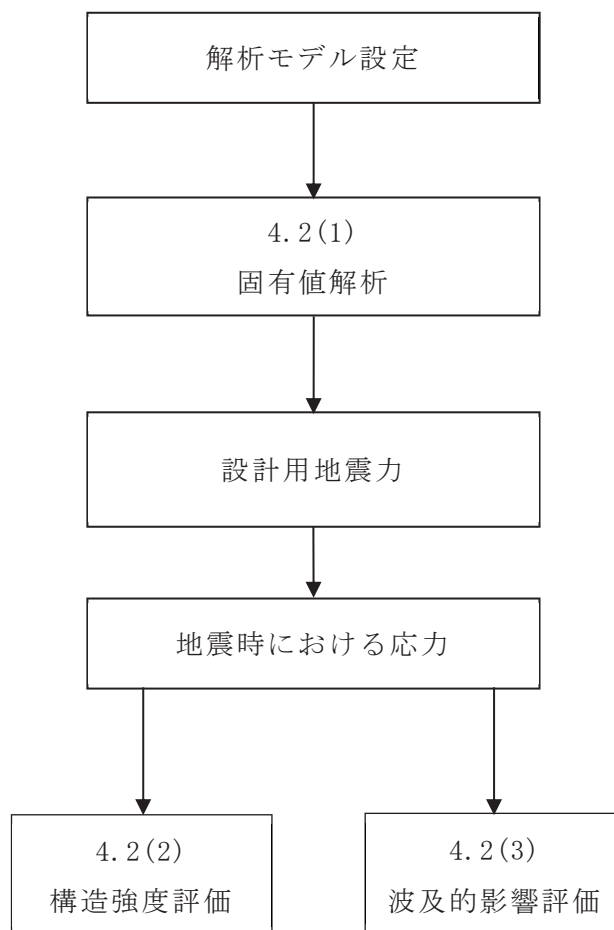 解析モデル設定
4.2(1)
固有値解析
設計用地震力
地震時における応力
4.2(2)
構造強度評価
4.2(3)
波及的影響評価